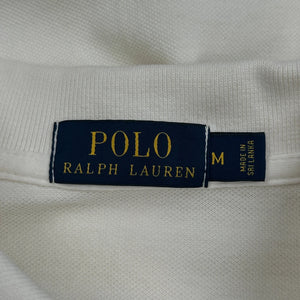 POLO
RALPH LAUREN
M
MADE IN
SRI LANKA